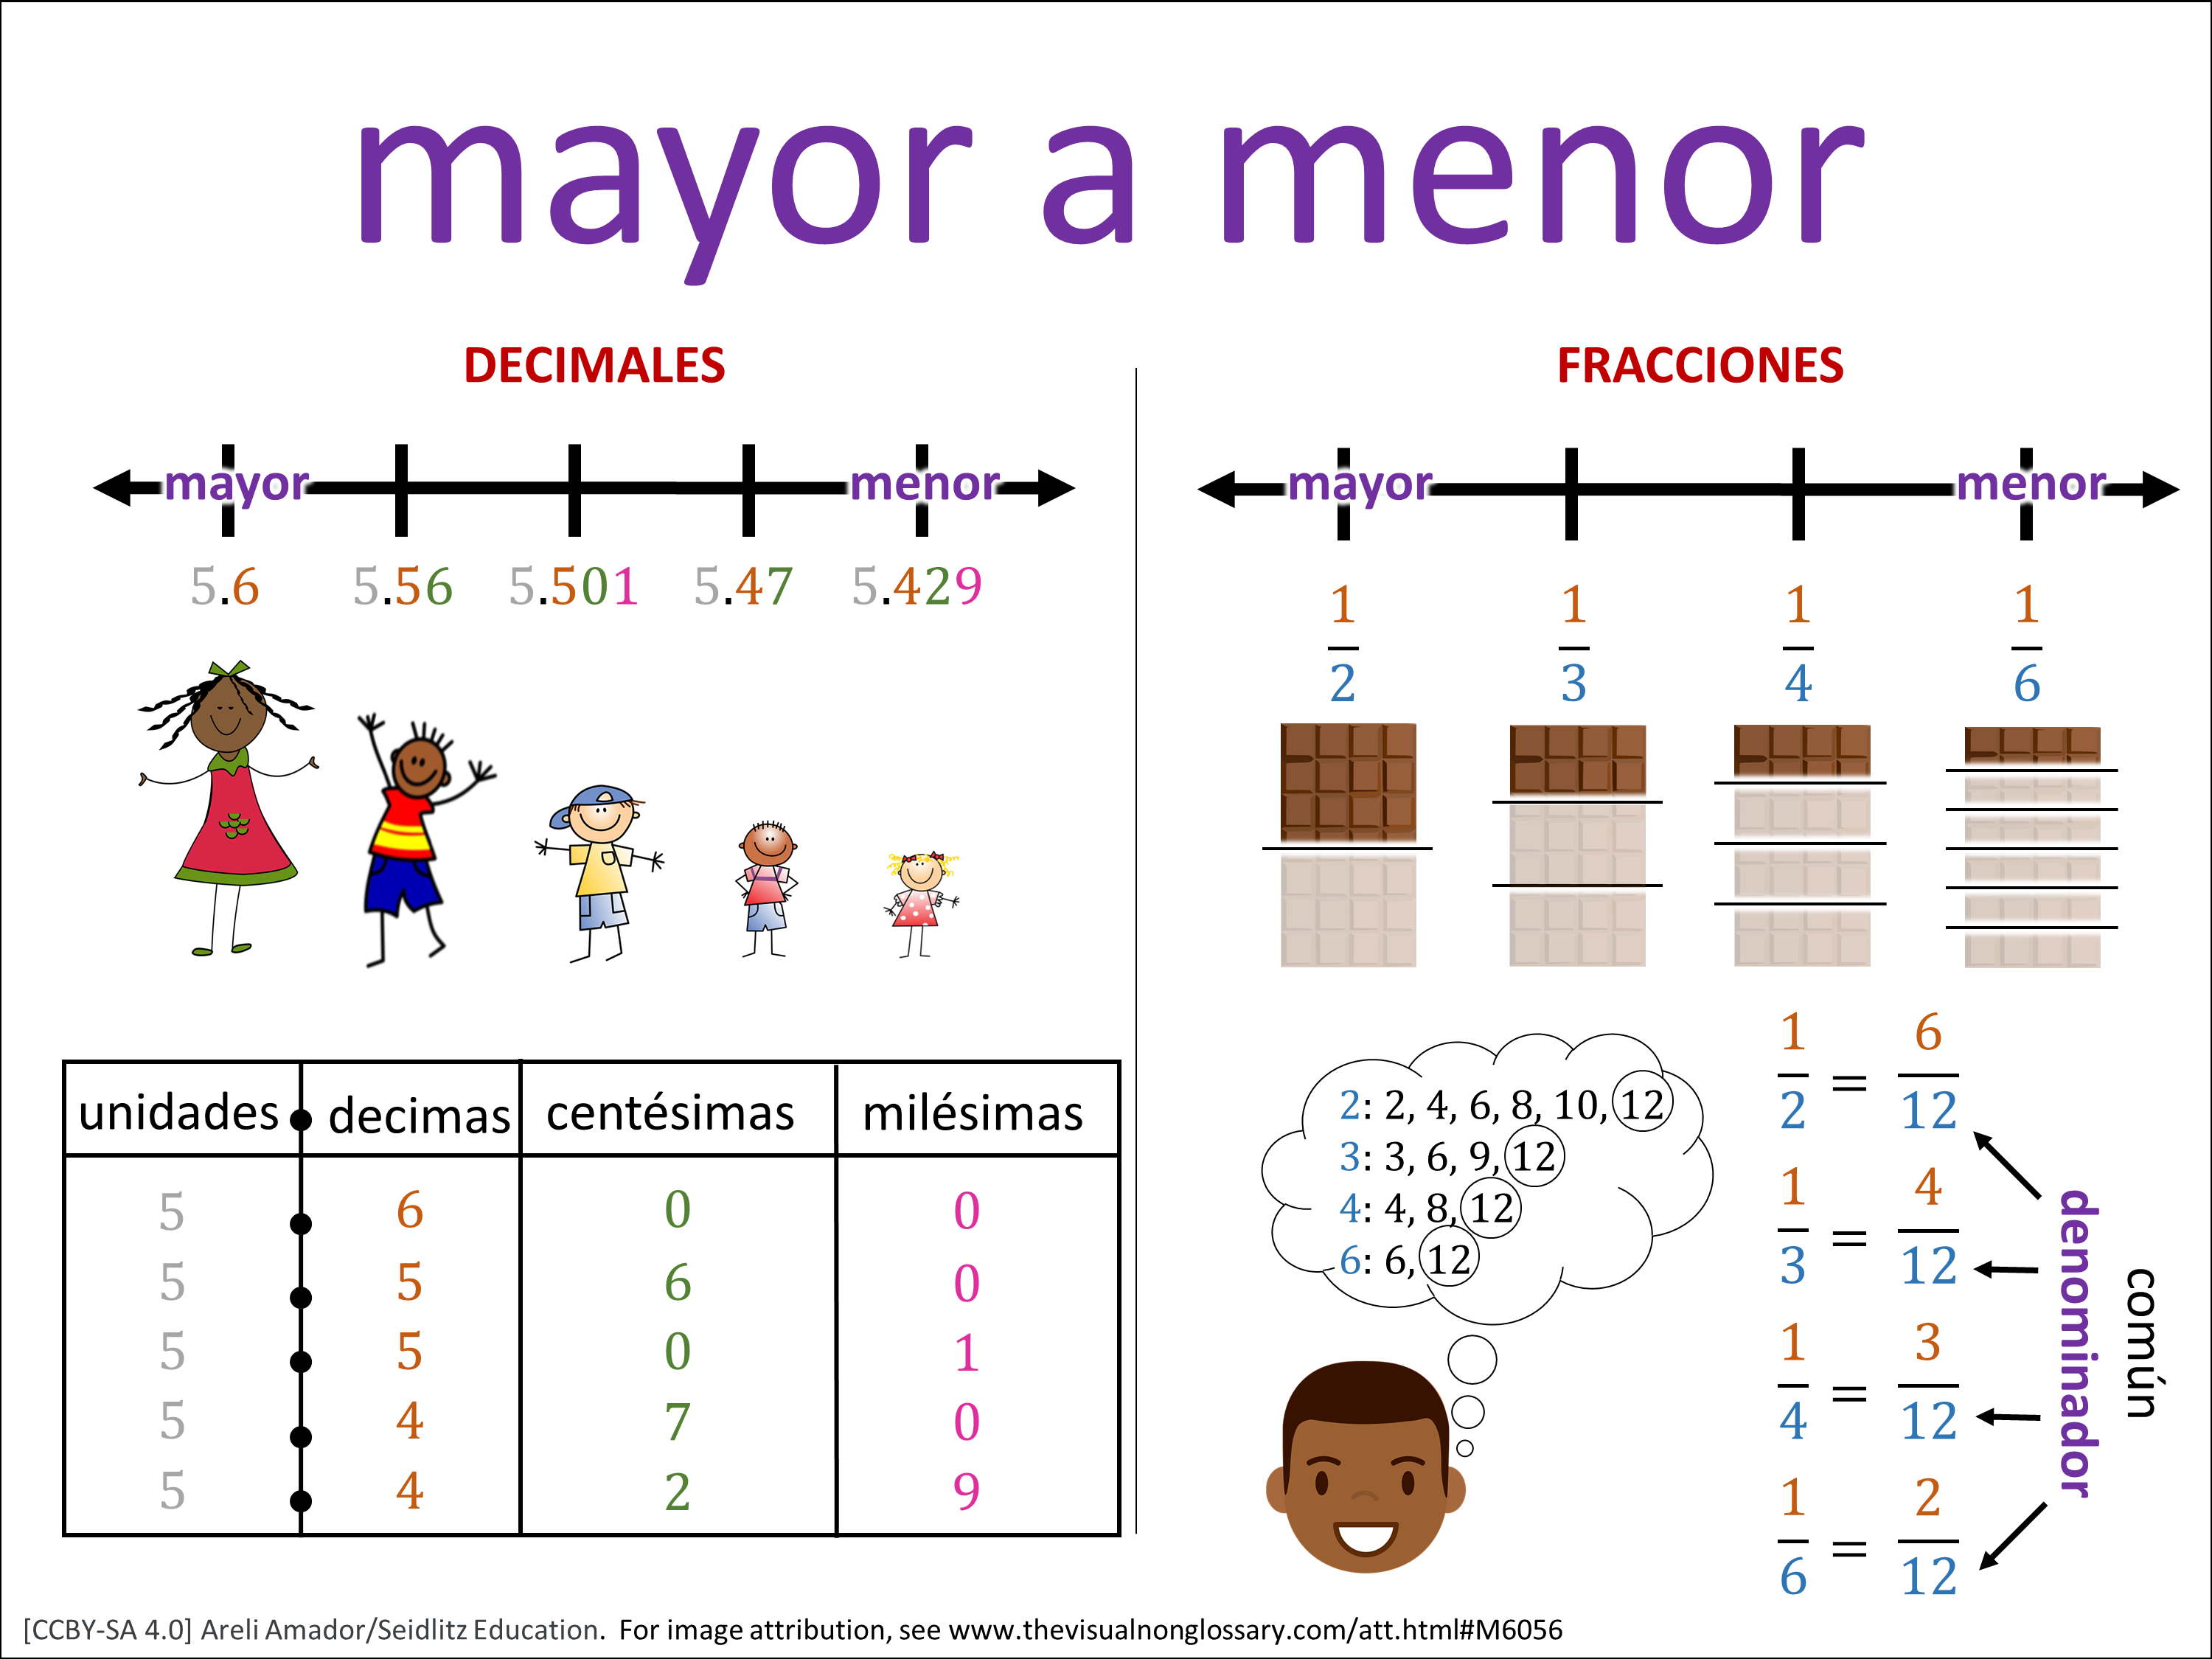 mayor a menor
DECIMALES
mayor menor
5.6 5.56 5.501 5.47 5.429
unidades decimas centésimas milésimas
5 6 0 0
5 5 6 0
5 5 0 1
5 4 7 0
5 4 2 9
FRACCIONES
mayor menor
1/2 1/3 1/4 1/6
2: 2, 4, 6, 8, 10, 12
3: 3, 6, 9, 12
4: 4, 8, 12
6: 6, 12
1/2 = 6/12
1/3 = 4/12
1/4 = 3/12
1/6 = 2/12
común
denominador
[CCBY-SA 4.0] Areli Amador/Seidlitz Education. For image attribution, see www.thevisualnonglossary.com/att.html#M6056